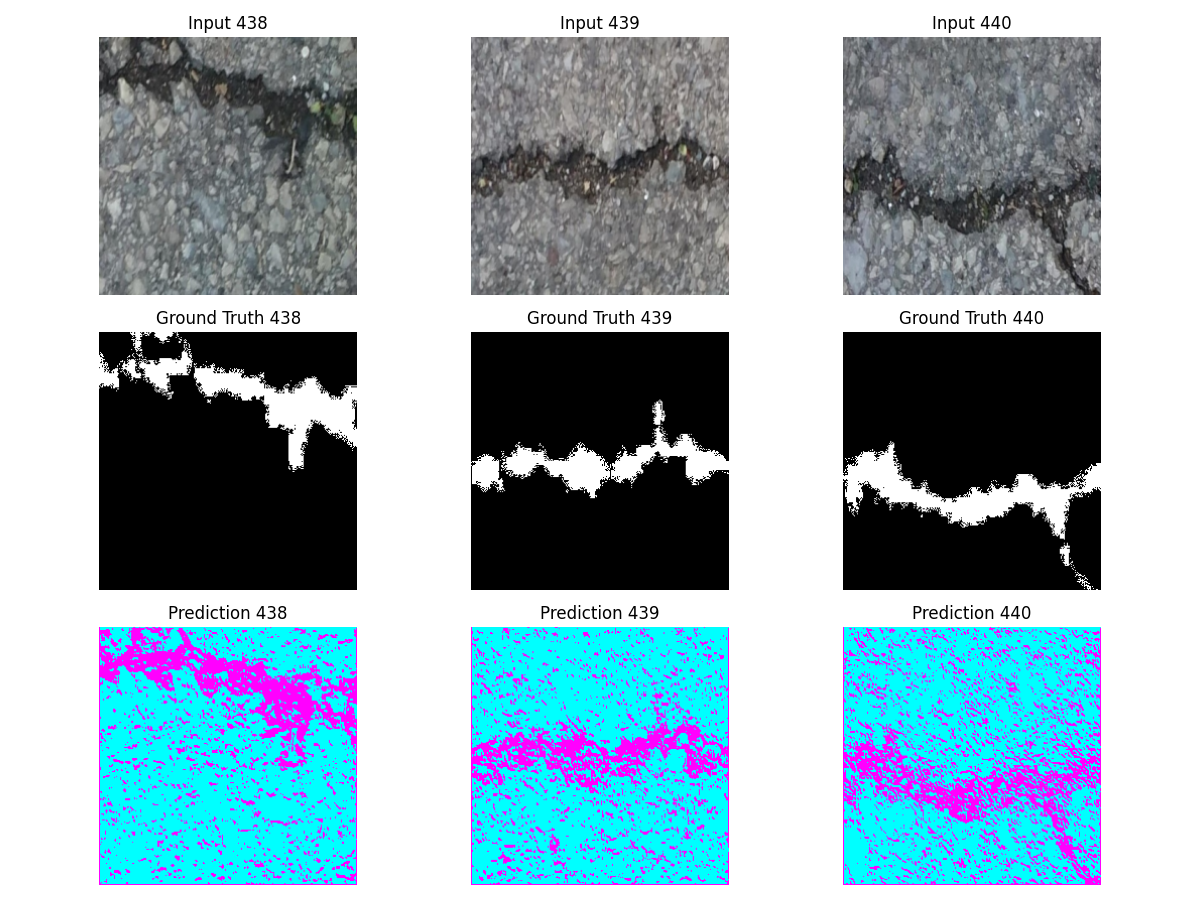 Input 438
Input 439
Input 440
Ground Truth 438
Ground Truth 439
Ground Truth 440
Prediction 438
Prediction 439
Prediction 440